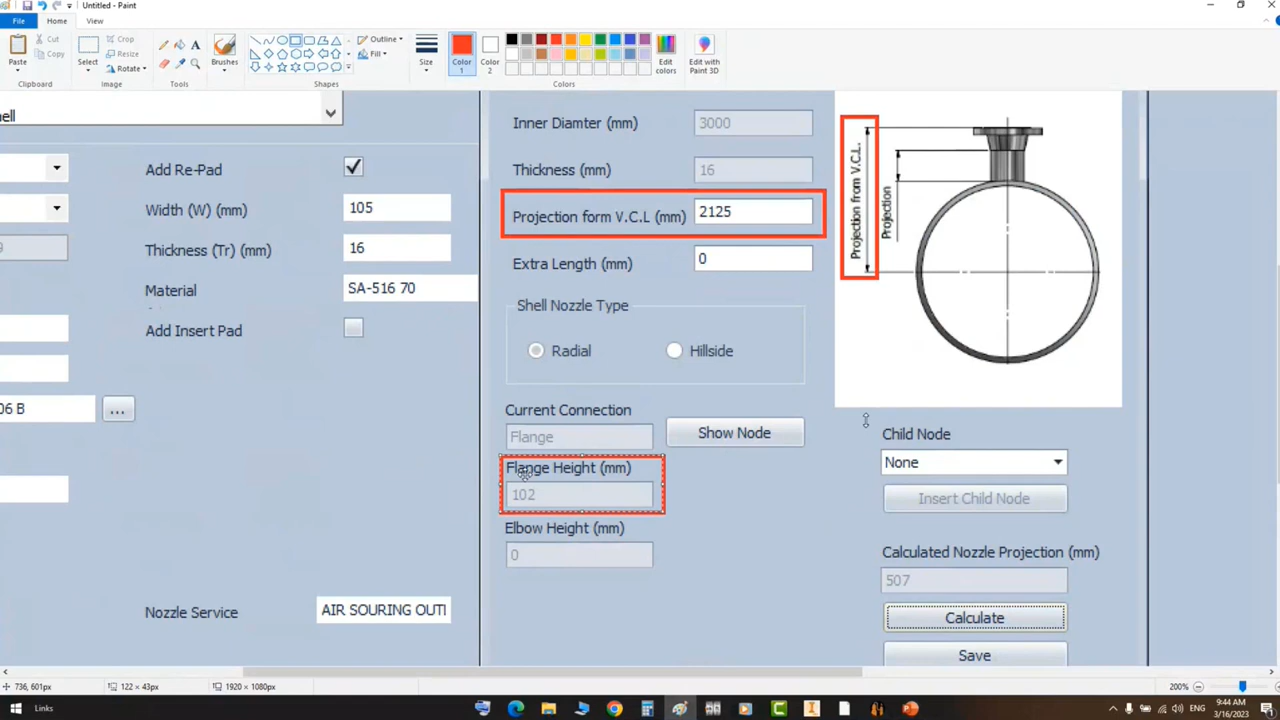 Untitled - Paint
File
Home
View
Paste
Cut
Copy
Clipboard
Select
Crop
Resize
Rotate
Image
Tools
Brushes
Shapes
Outline
Fill
Size
Color 1
Color 2
Colors
Edit colors
Edit with Paint 3D
ell
Add Re-Pad
Width (W) (mm)
105
Thickness (Tr) (mm)
16
Material
SA-516 70
Add Insert Pad
9
06 B
...
Nozzle Service
AIR SOURING OUTI
Inner Diamter (mm)
3000
Thickness (mm)
16
Projection form V.C.L (mm)
2125
Extra Length (mm)
0
Shell Nozzle Type
Radial
Hillside
Current Connection
Flange
Show Node
Flange Height (mm)
102
Elbow Height (mm)
0
Projection from V.C.L.
Projection
Child Node
None
Insert Child Node
Calculated Nozzle Projection (mm)
507
Calculate
Save
736, 601px
122 × 43px
1920 × 1080px
200%
Links
9:44 AM
3/16/2023